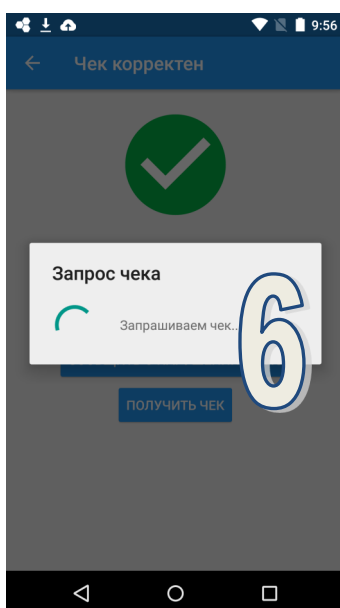 9:56
Чек корректен
Запрос чека
Запрашиваем чек..
6
ПОЛУЧИТЬ ЧЕК